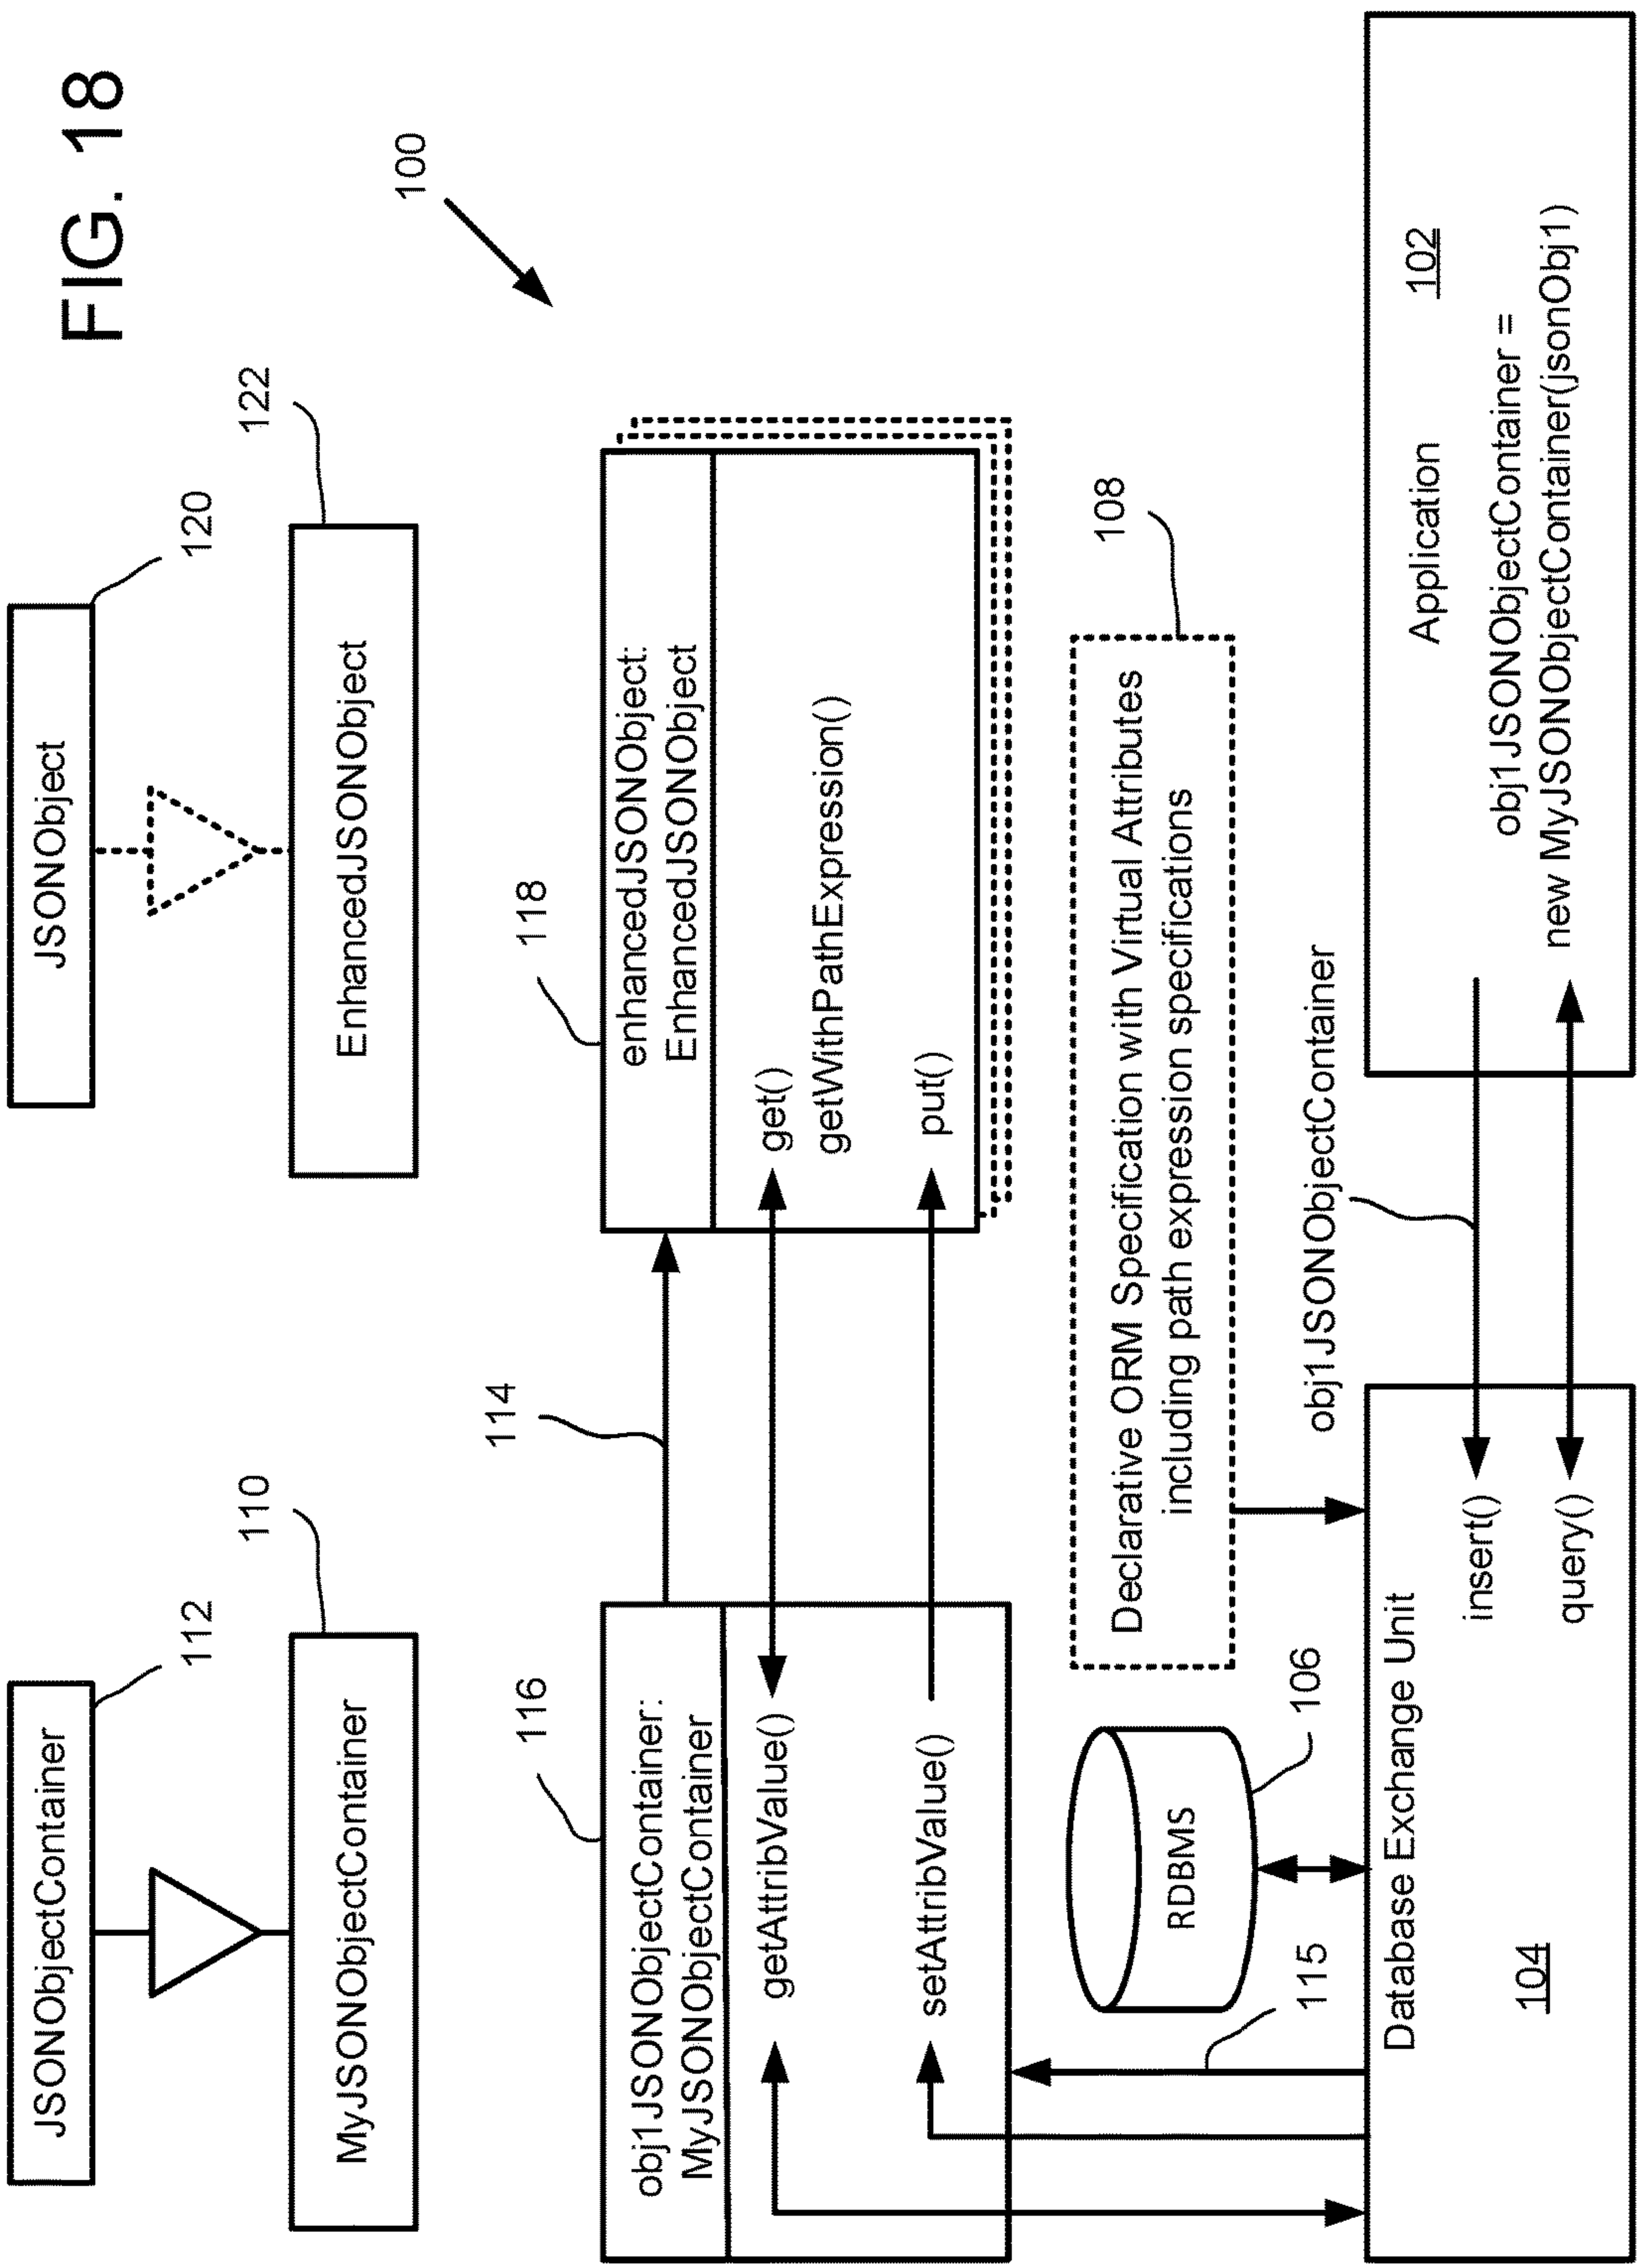 FIG. 18
JSONObjectContainer
112
JSONObject
120
MyJSONObjectContainer
110
EnhancedJSONObject
122
100
obj1JSONObjectContainer:
MyJSONObjectContainer
116
getAttribValue()
setAttribValue()
114
enhancedJSONObject:
EnhancedJSONObject
118
get()
getWithPathExpression()
put()
RDBMS
106
115
Declarative ORM Specification with Virtual Attributes
including path expression specifications
108
Database Exchange Unit
104
insert()
query()
obj1JSONObjectContainer
Application
102
obj1JSONObjectContainer =
new MyJSONObjectContainer(jsonObj1)